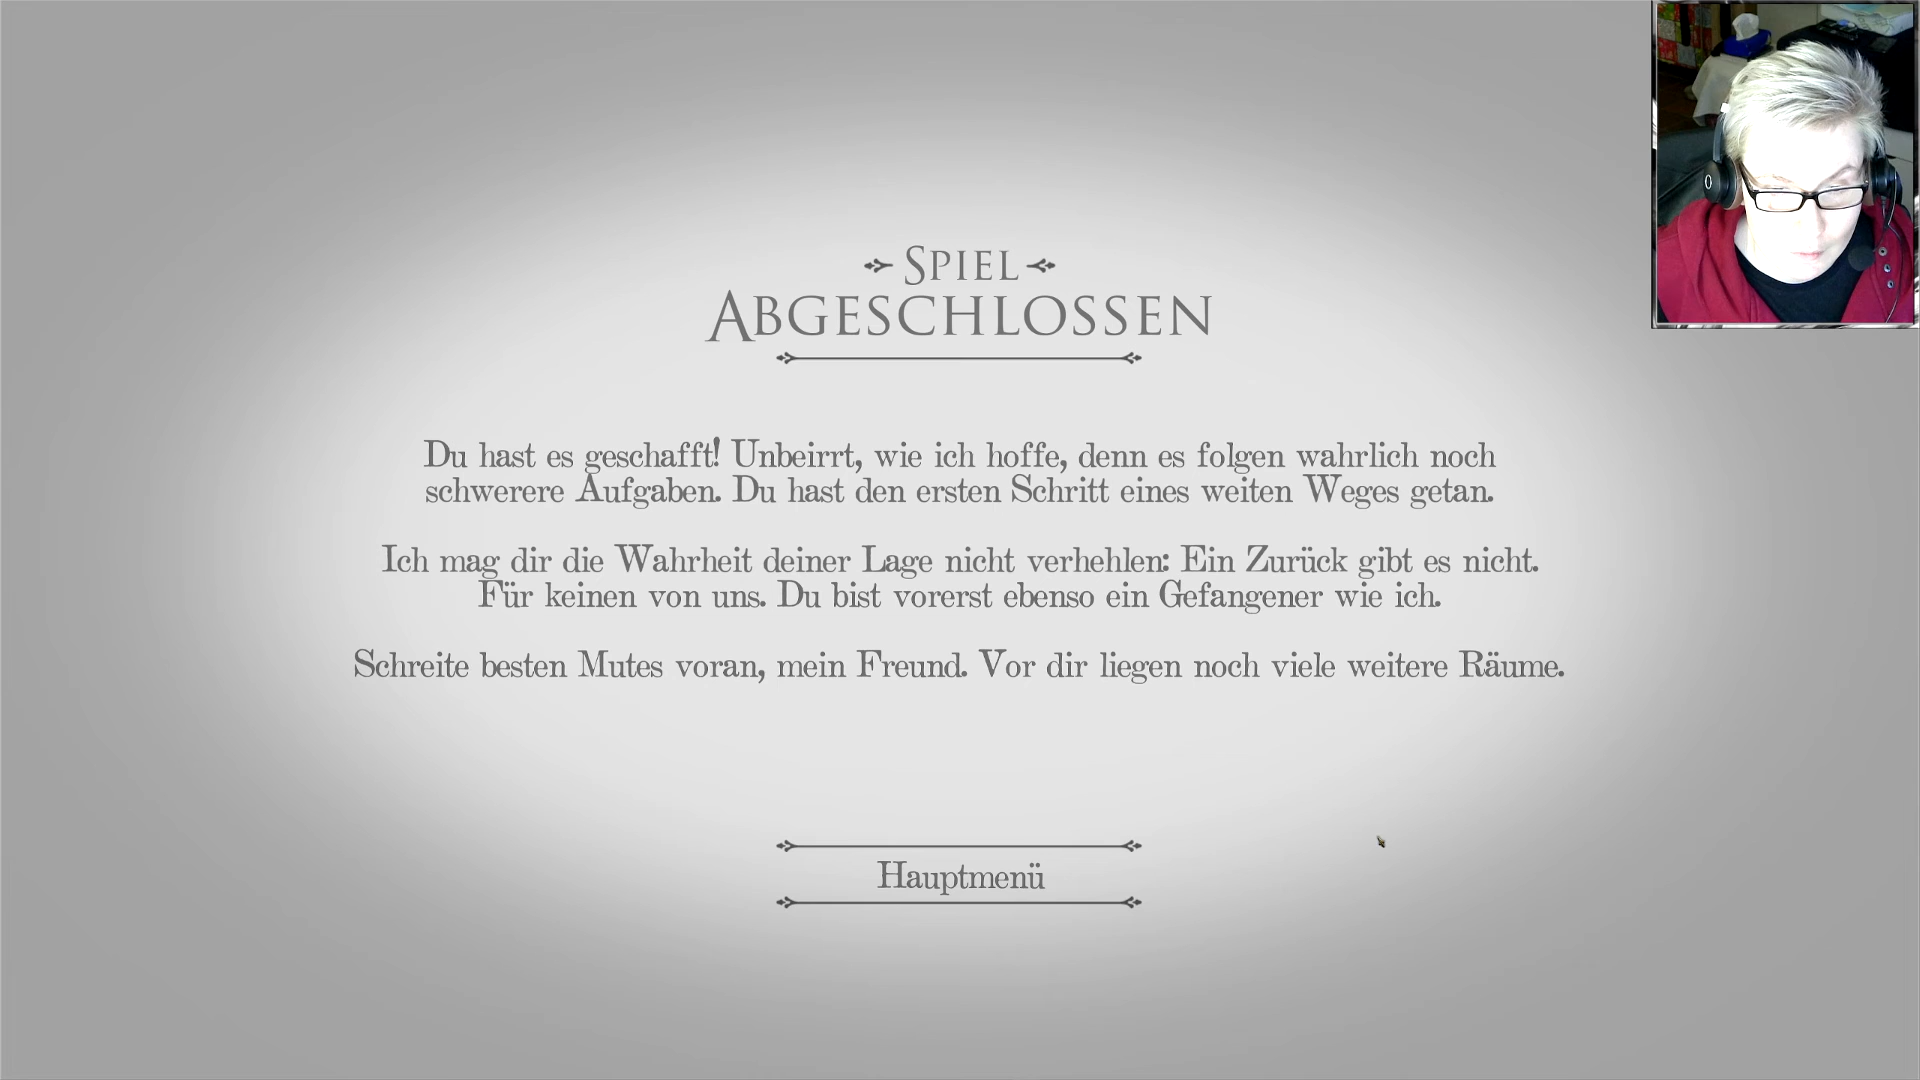 Spiel
Abgeschlossen
Du hast es geschafft! Unbeirrt, wie ich hoffe, denn es folgen wahrlich noch
schwerere Aufgaben. Du hast den ersten Schritt eines weiten Weges getan.
Ich mag dir die Wahrheit deiner Lage nicht verhehlen: Ein Zurück gibt es nicht.
Für keinen von uns. Du bist vorerst ebenso ein Gefangener wie ich.
Schreite besten Mutes voran, mein Freund. Vor dir liegen noch viele weitere Räume.
Hauptmenü